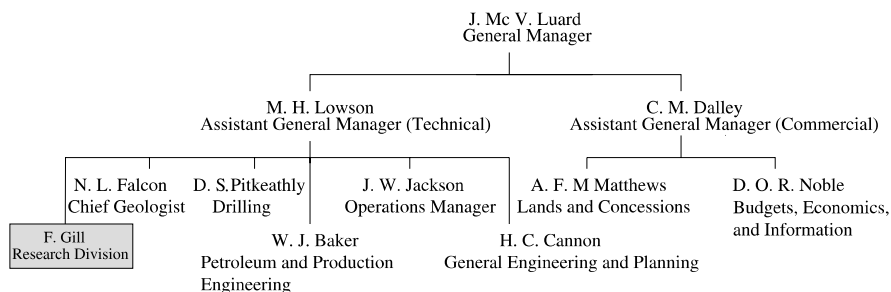 J. Mc V. Luard
General Manager
M. H. Lowson
Assistant General Manager (Technical)
C. M. Dalley
Assistant General Manager (Commercial)
N. L. Falcon
Chief Geologist
D. S. Pitkeathly
Drilling
J. W. Jackson
Operations Manager
A. F. M Matthews
Lands and Concessions
D. O. R. Noble
Budgets, Economics,
and Information
F. Gill
Research Division
W. J. Baker
Petroleum and Production
Engineering
H. C. Cannon
General Engineering and Planning